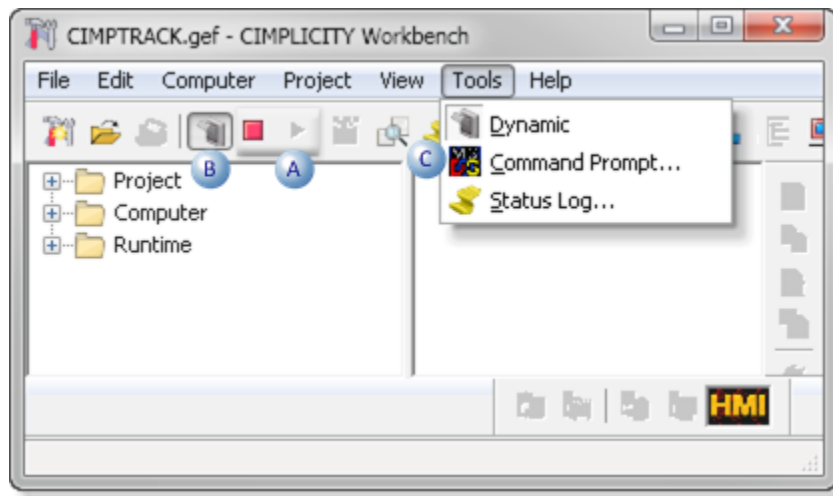 CIMPTRACK.gef - CIMPLICITY Workbench
File Edit Computer Project View Tools Help
Dynamic
Command Prompt...
Status Log...
B
A
C
Project
Computer
Runtime
HMI